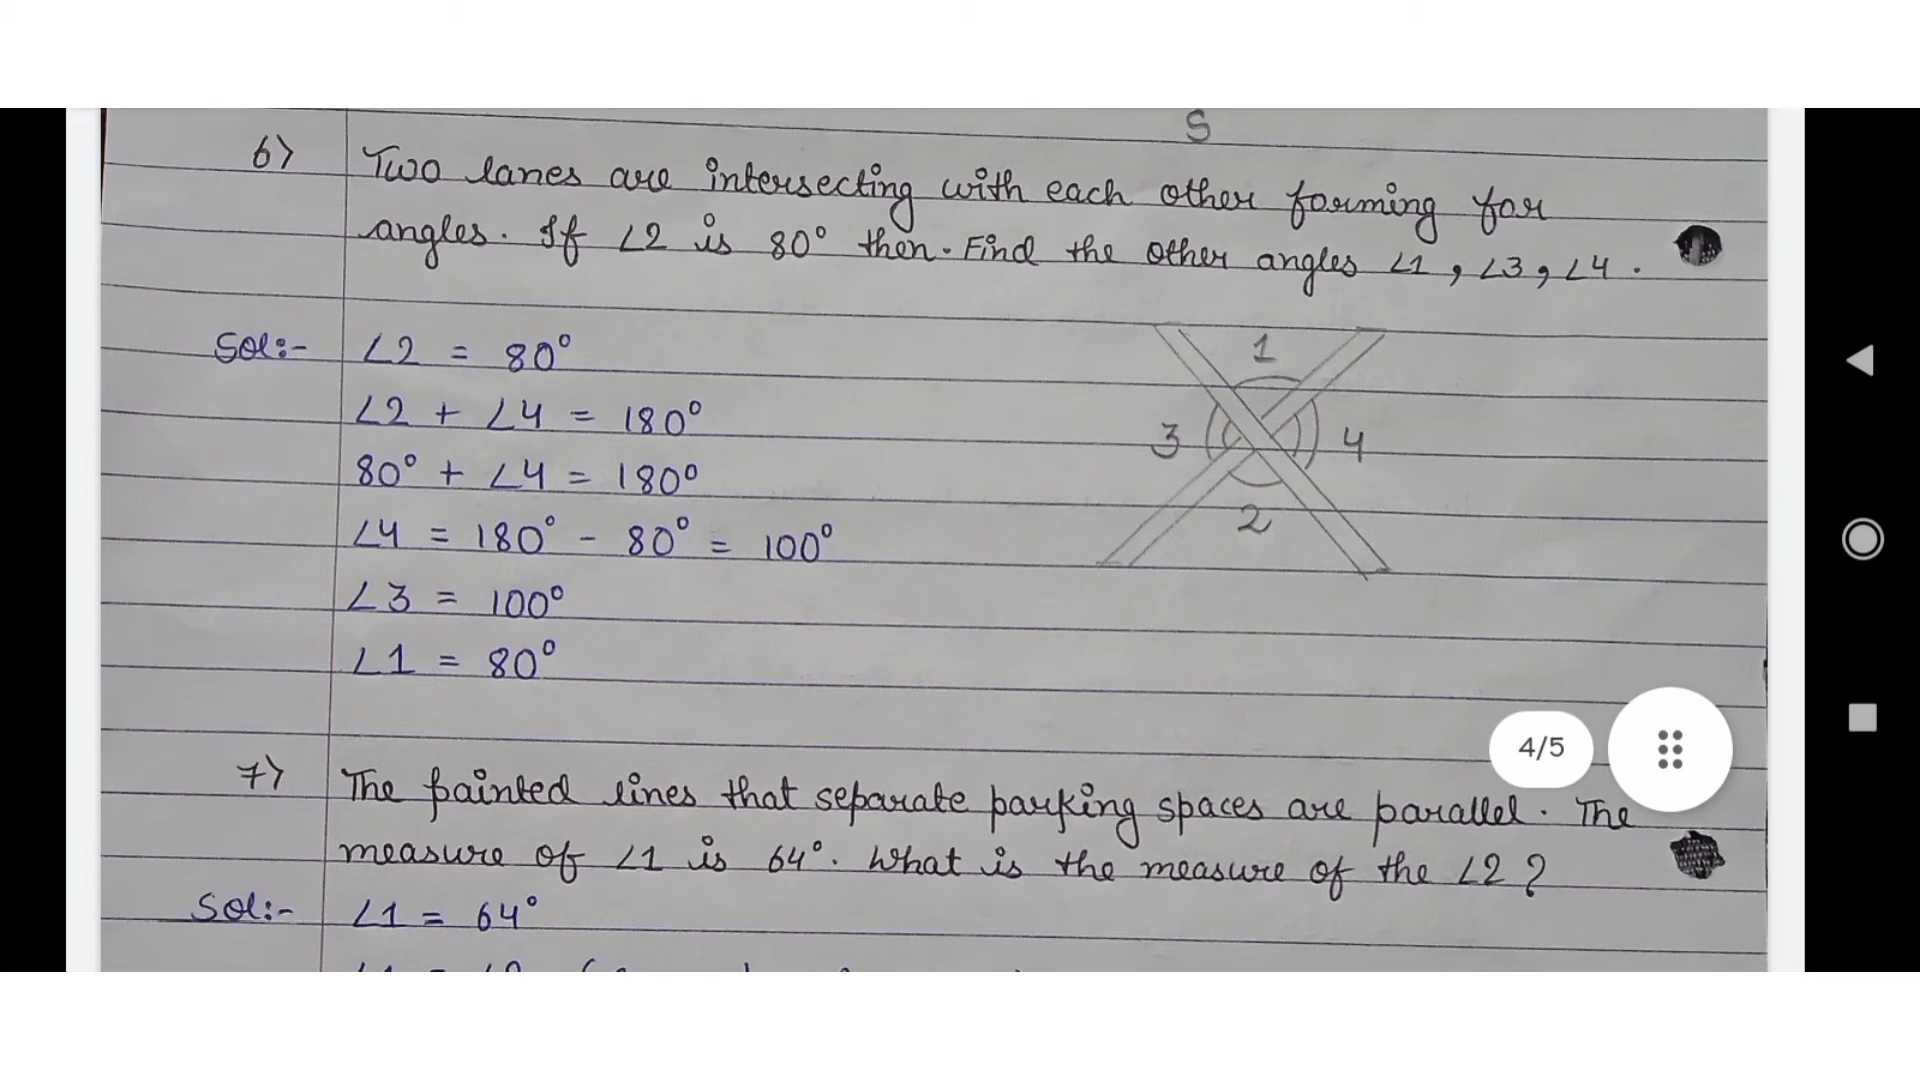 S
6) Two lanes are intersecting with each other forming for
angles. If ∠2 is 80° then. Find the other angles ∠1, ∠3, ∠4.
Sol:- ∠2 = 80°
∠2 + ∠4 = 180°
80° + ∠4 = 180°
∠4 = 180° - 80° = 100°
∠3 = 100°
∠1 = 80°
1
3
4
2
4/5
7) The painted lines that separate parking spaces are parallel. The
measure of ∠1 is 64°. What is the measure of the ∠2?
Sol:- ∠1 = 64°